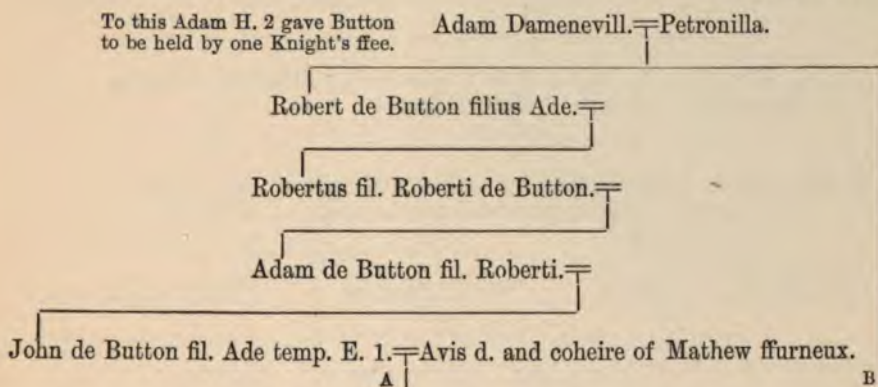 To this Adam H. 2 gave Button
to be held by one Knight's ffee.
Adam Damenevill.
Petronilla.
Robert de Button filius Ade.
Robertus fil. Roberti de Button.
Adam de Button fil. Roberti.
John de Button fil. Ade temp. E. 1.
Avis d. and coheire of Mathew ffurneux.
A
B